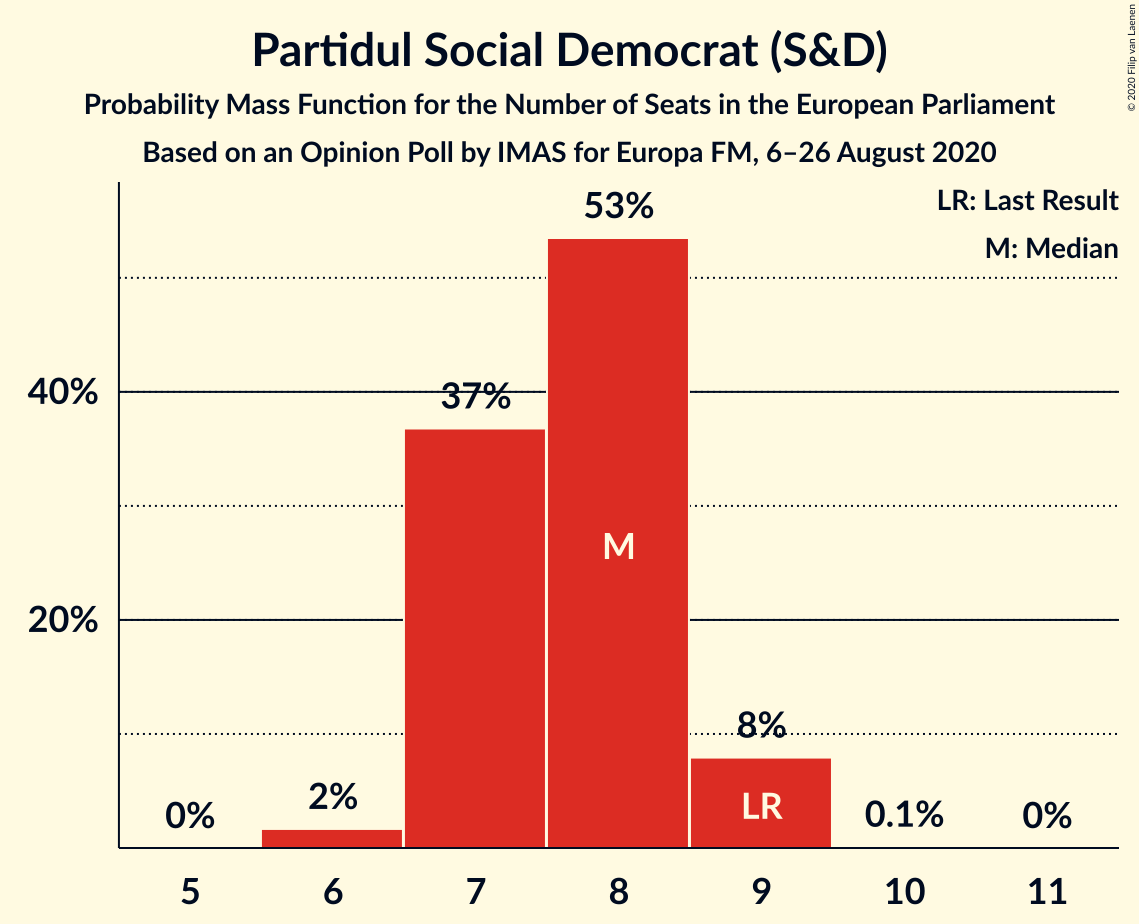 Partidul Social Democrat (S&D)
Probability Mass Function for the Number of Seats in the European Parliament
Based on an Opinion Poll by IMAS for Europa FM, 6–26 August 2020
© 2020 Filip van Laenen
LR: Last Result
M: Median
53%
40%
37%
M
20%
8%
LR
0%
2%
0.1%
0%
5 6 7 8 9 10 11